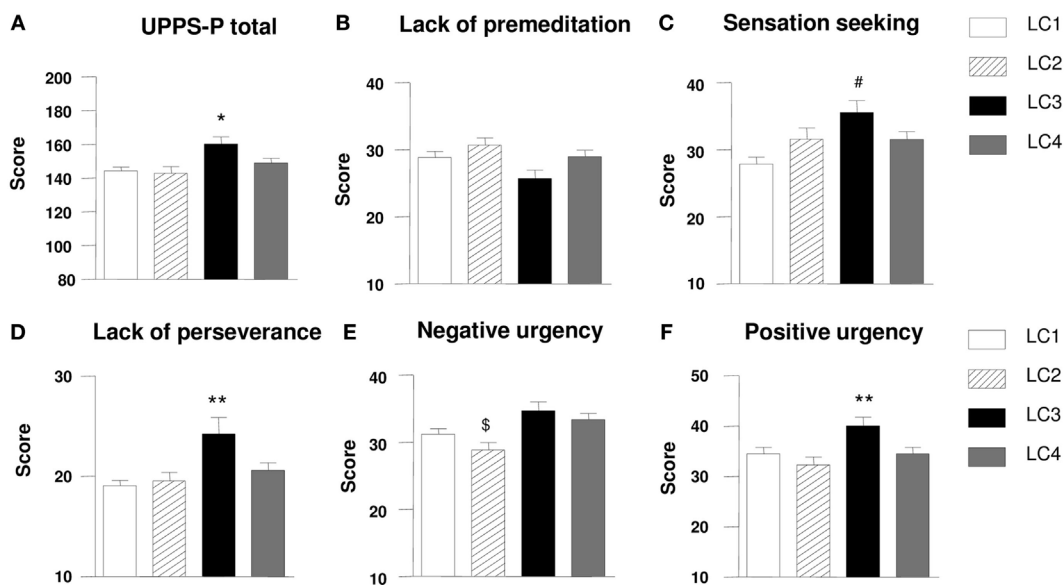 A UPPS-P total
B Lack of premeditation
C Sensation seeking
LC1
LC2
LC3
LC4
Score
200
180
160
140
120
100
80
*
Score
40
30
20
10
Score
40
30
20
10
#
D Lack of perseverance
E Negative urgency
F Positive urgency
LC1
LC2
LC3
LC4
Score
30
20
10
**
Score
40
30
20
10
$
Score
50
40
30
20
10
**